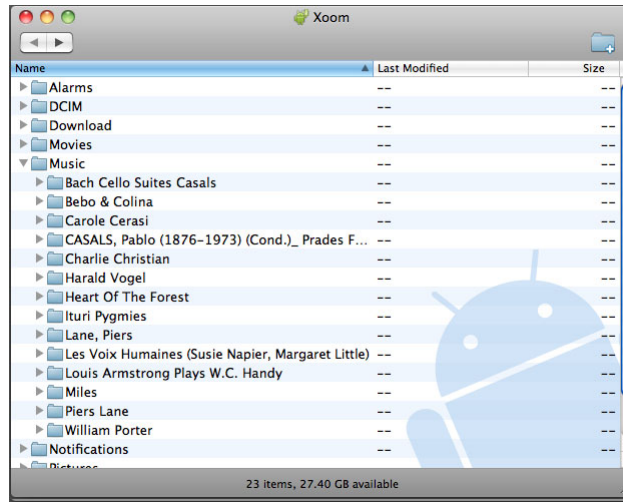 Xoom
Name Last Modified Size
Alarms -- --
DCIM -- --
Download -- --
Movies -- --
Music -- --
Bach Cello Suites Casals -- --
Bebo & Colina -- --
Carole Cerasi -- --
CASALS, Pablo (1876-1973) (Cond.)_ Prades F... -- --
Charlie Christian -- --
Harald Vogel -- --
Heart Of The Forest -- --
Ituri Pygmies -- --
Lane, Piers -- --
Les Voix Humaines (Susie Napier, Margaret Little) -- --
Louis Armstrong Plays W.C. Handy -- --
Miles -- --
Piers Lane -- --
William Porter -- --
Notifications -- --
Pictures
23 items, 27.40 GB available